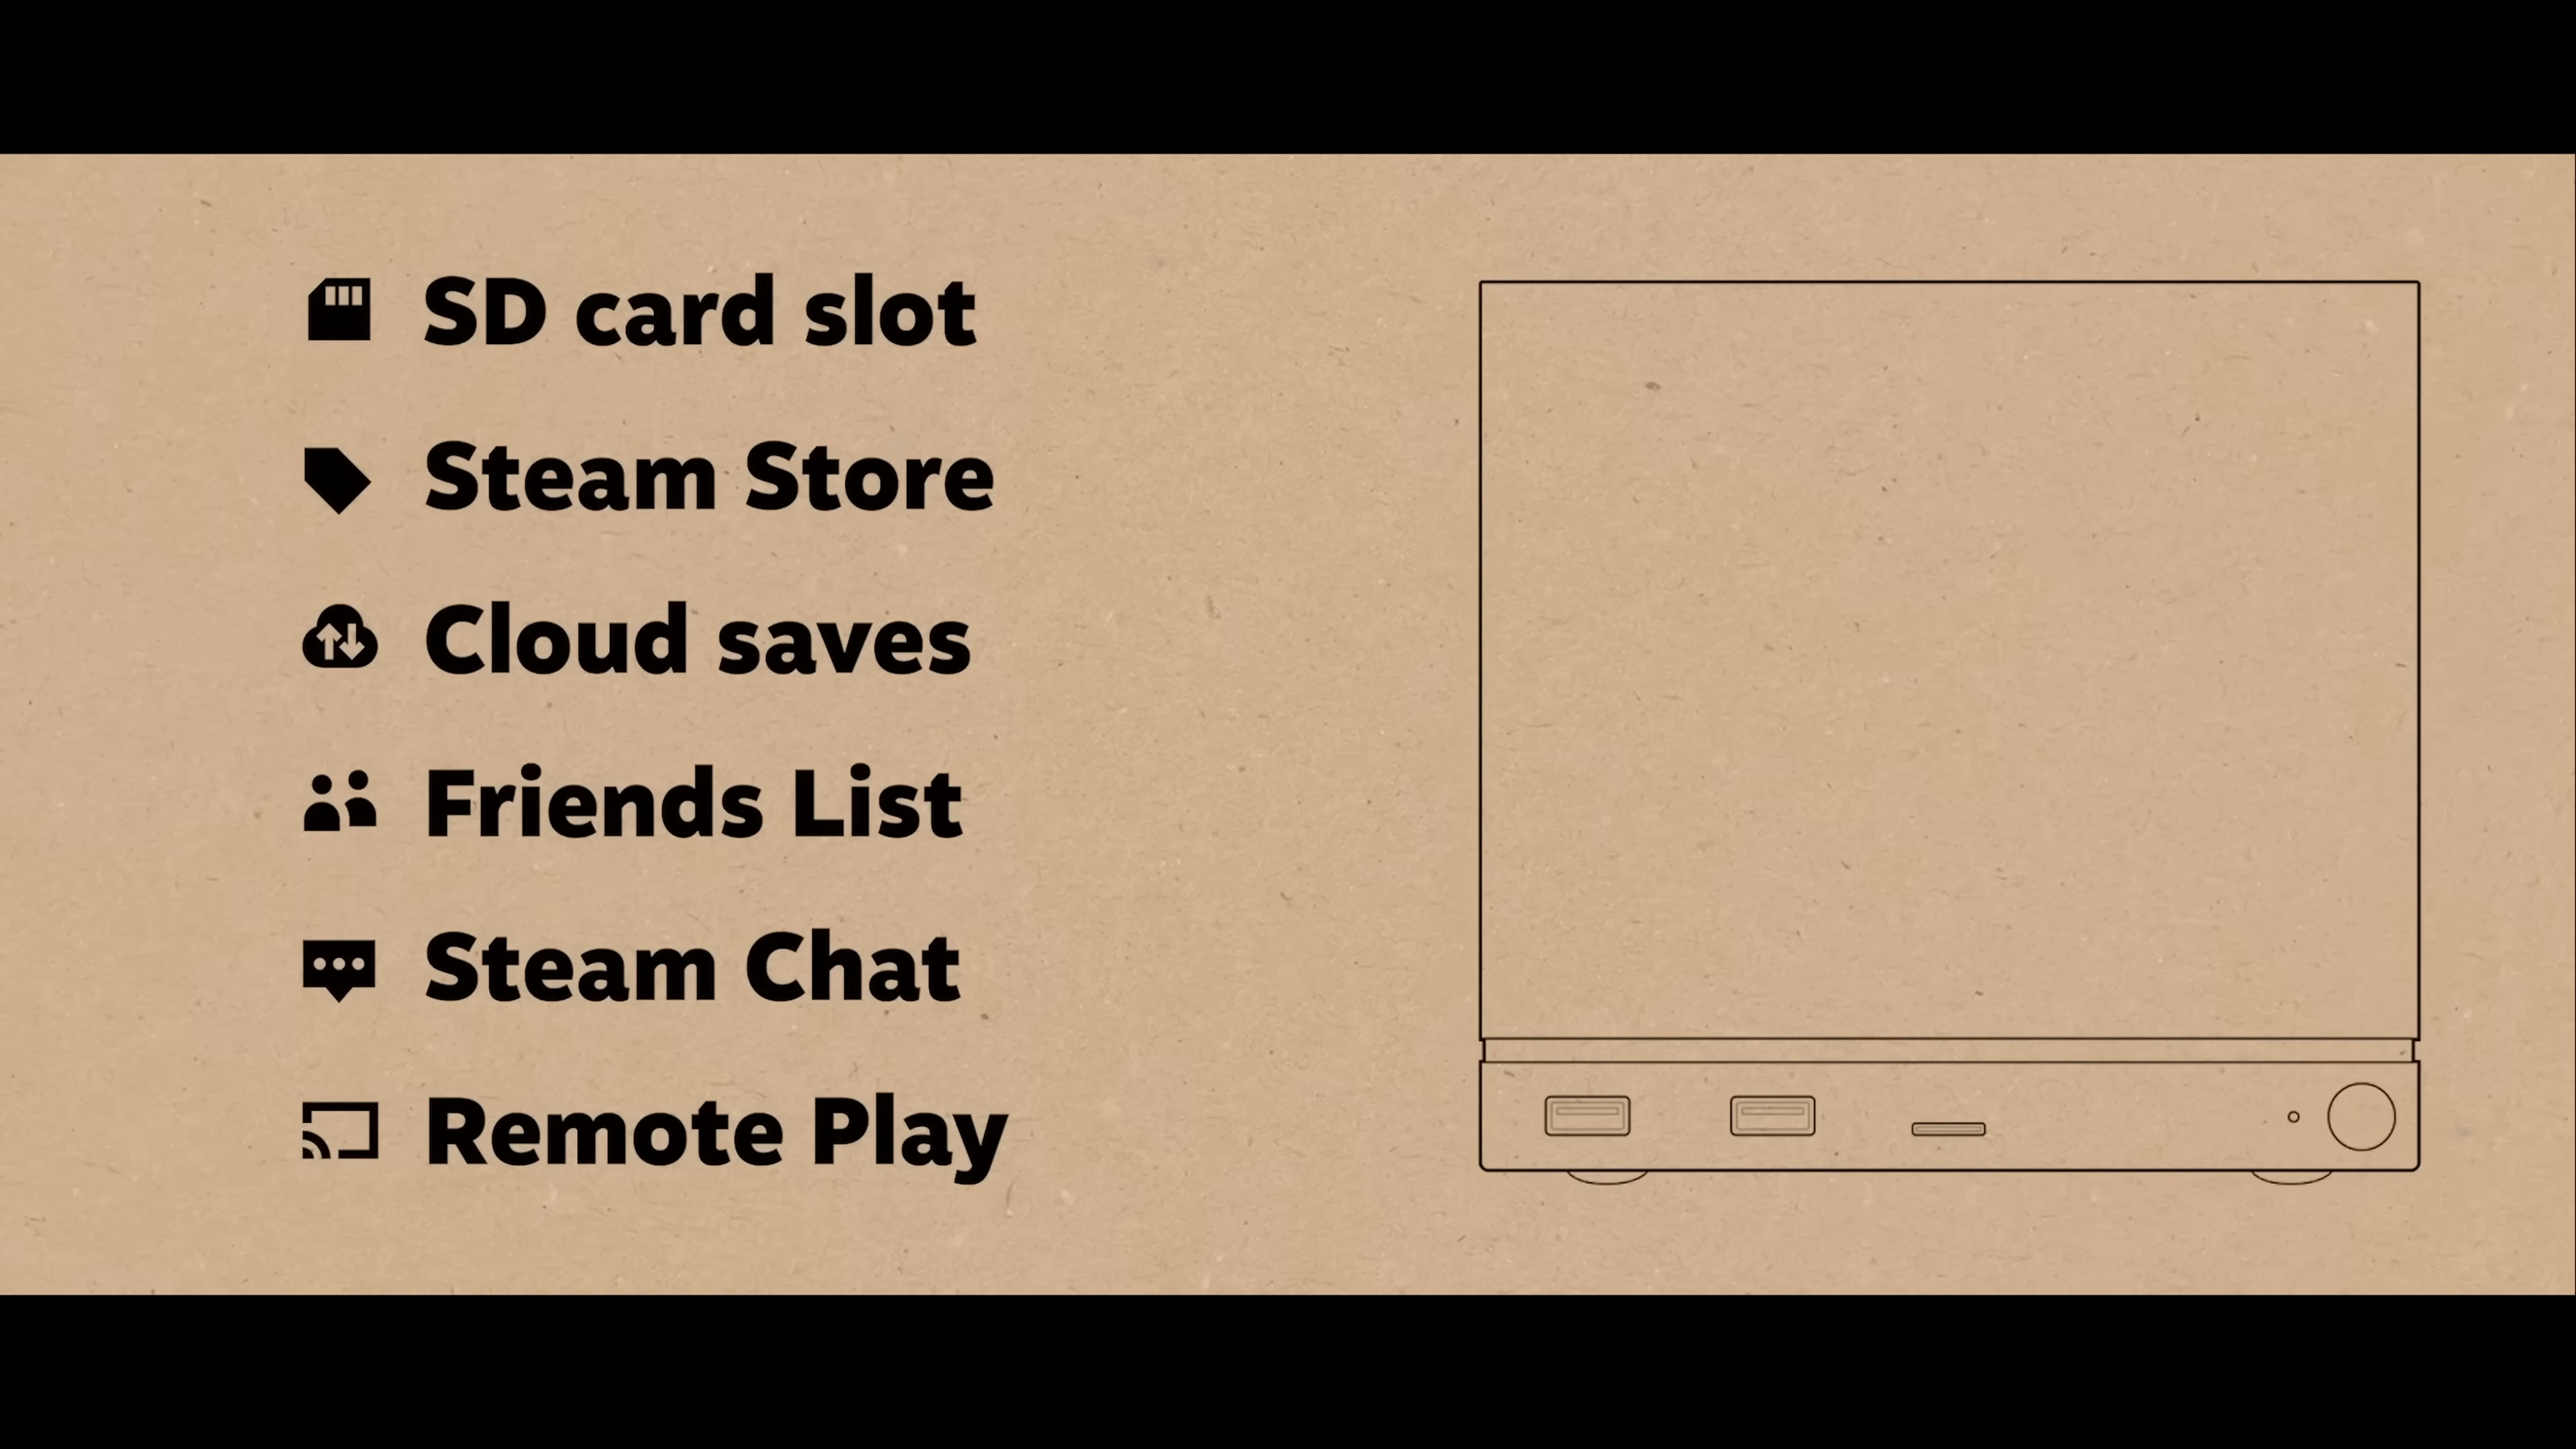 SD card slot
Steam Store
Cloud saves
Friends List
Steam Chat
Remote Play